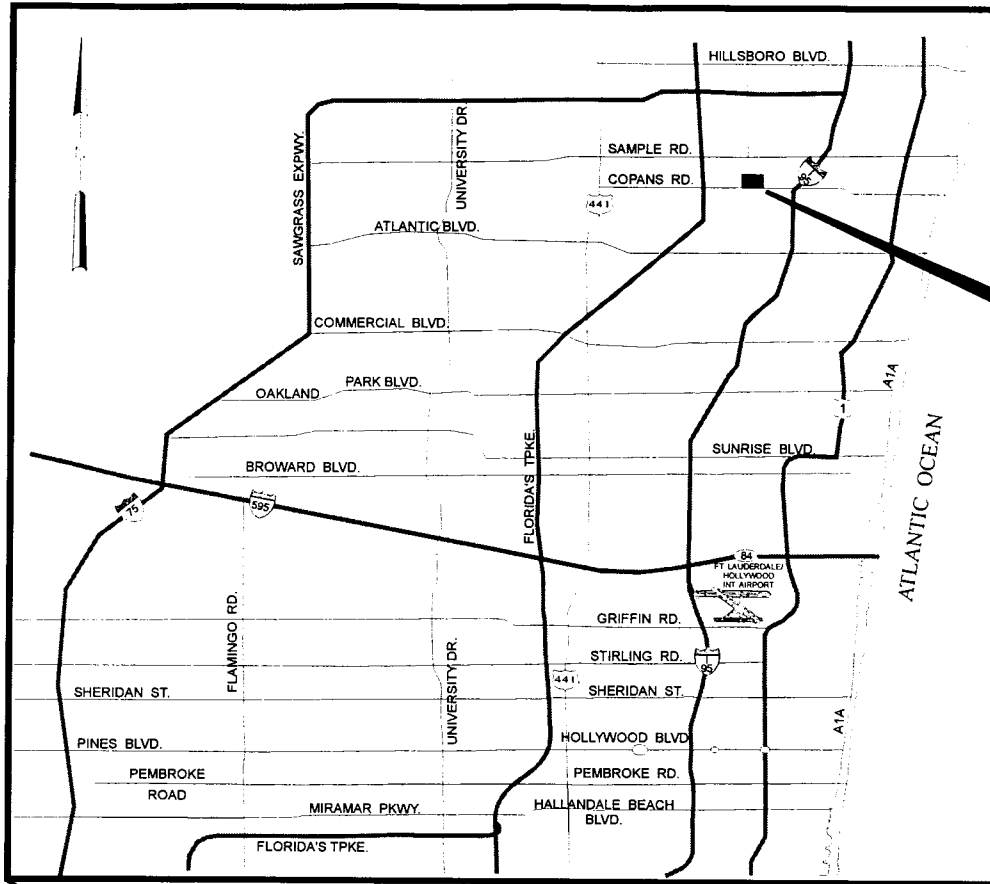 HILLSBORO BLVD.
SAWGRASS EXPWY.
UNIVERSITY DR.
SAMPLE RD.
95
COPANS RD.
441
ATLANTIC BLVD.
COMMERCIAL BLVD.
OAKLAND PARK BLVD.
A1A
1
FLORIDA'S TPKE.
SUNRISE BLVD.
BROWARD BLVD.
ATLANTIC OCEAN
75
595
84
FT LAUDERDALE/
HOLLYWOOD
INT AIRPORT
FLAMINGO RD.
GRIFFIN RD.
UNIVERSITY DR.
STIRLING RD.
95
441
SHERIDAN ST.
SHERIDAN ST.
A1A
PINES BLVD.
HOLLYWOOD BLVD
PEMBROKE
ROAD
PEMBROKE RD.
MIRAMAR PKWY.
HALLANDALE BEACH
BLVD.
FLORIDA'S TPKE.